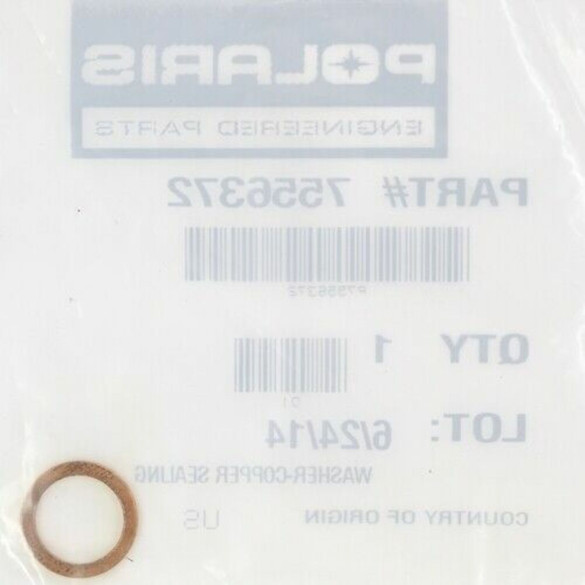 POLARIS
ENGINEERED PARTS
PART# 7556372
P7556372
QTY 1
Q1
LOT: 6/24/14
WASHER-COPPER SEALING
COUNTRY OF ORIGIN US